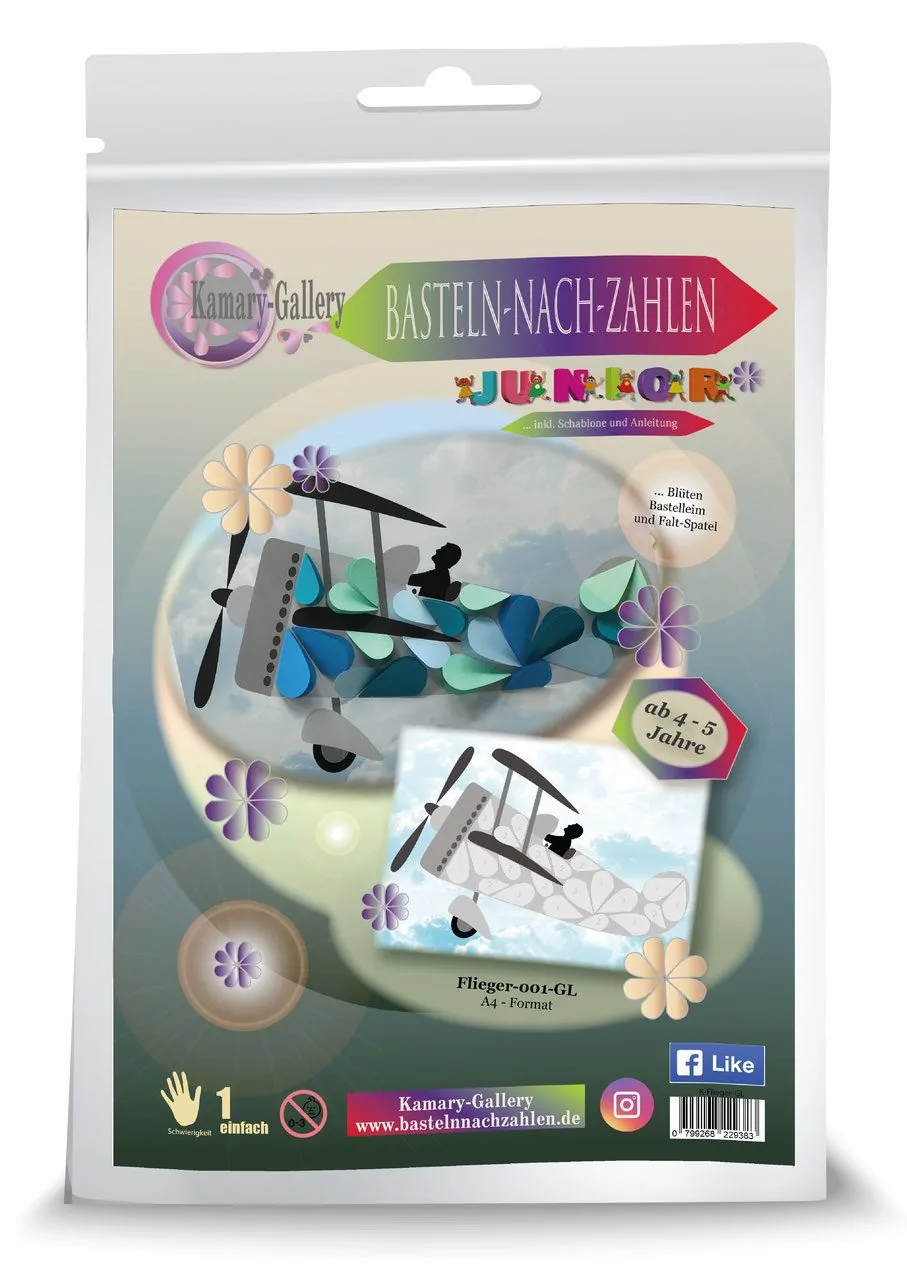 Kamary-Gallery
BASTELN-NACH-ZAHLEN
JUNIOR
... inkl. Schablone und Anleitung
... Blüten
Bastelleim
und Falt-Spatel
ab 4 - 5
Jahre
Flieger-001-GL
A4 - Format
Like
K-Flieger-GL
Schwierigkeit
1
einfach
0-3
Kamary-Gallery
www.bastelnnachzahlen.de
0 799268 229383